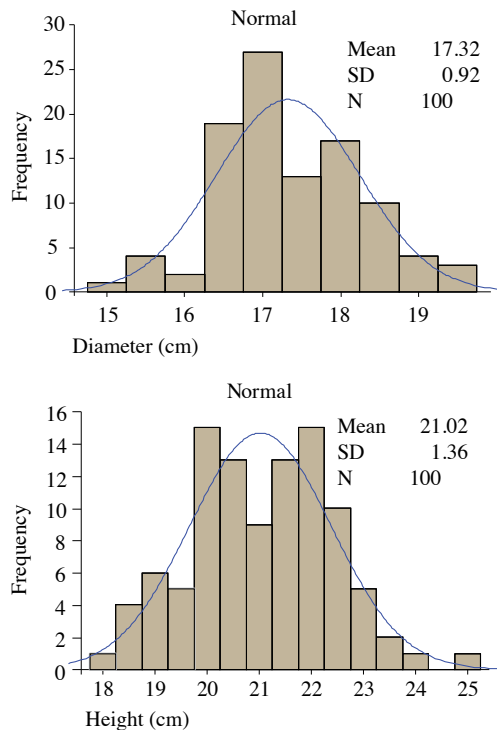 Normal
Mean 17.32
SD 0.92
N 100
Frequency
30
25
20
15
10
5
0
15 16 17 18 19
Diameter (cm)
Normal
Mean 21.02
SD 1.36
N 100
Frequency
16
14
12
10
8
6
4
2
0
18 19 20 21 22 23 24 25
Height (cm)